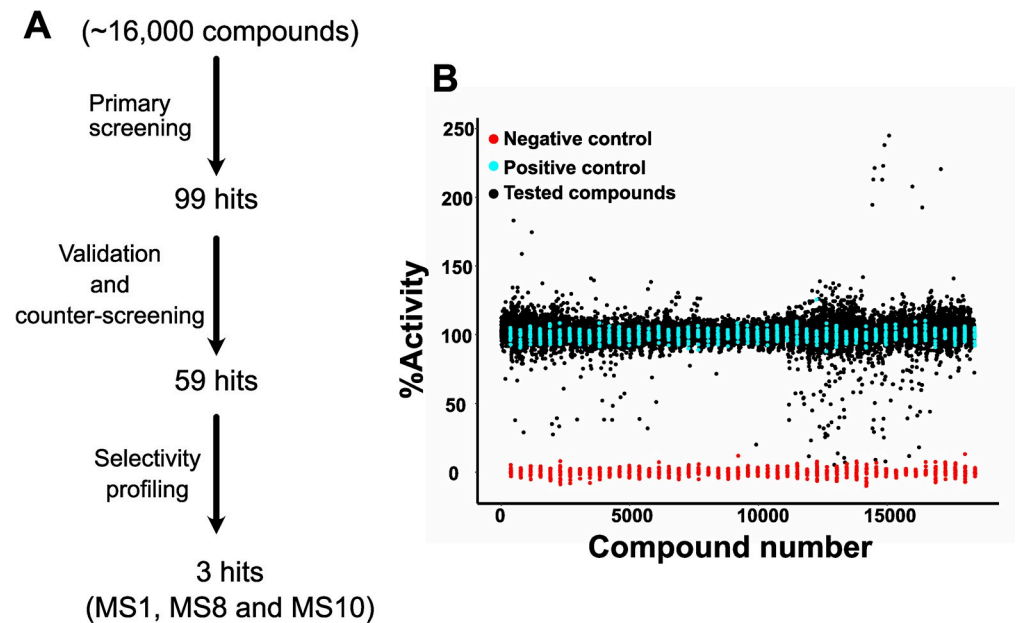 A
(~16,000 compounds)
Primary
screening
99 hits
Validation
and
counter-screening
59 hits
Selectivity
profiling
3 hits
(MS1, MS8 and MS10)
B
250
200
150
100
50
0
%Activity
Negative control
Positive control
Tested compounds
0
5000
10000
15000
Compound number